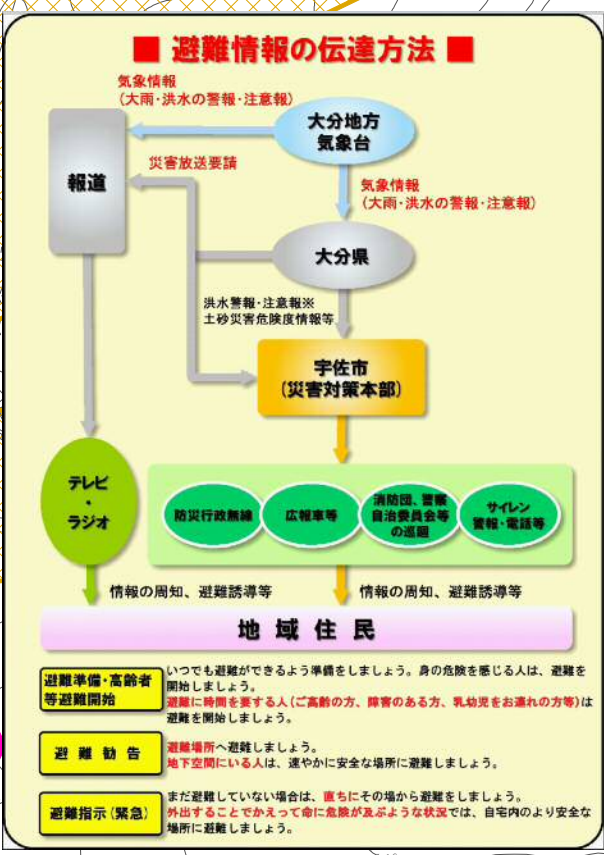 ■ 避難情報の伝達方法 ■
気象情報
(大雨・洪水の警報・注意報)
大分地方
気象台
報道
災害放送要請
気象情報
(大雨・洪水の警報・注意報)
大分県
洪水警報・注意報※
土砂災害危険度情報等
宇佐市
(災害対策本部)
テレビ
・
ラジオ
防災行政無線
広報車等
消防団、警察
自治委員会等
の巡廻
サイレン
警報・電話等
情報の周知、避難誘導等
情報の周知、避難誘導等
地域住民
避難準備・高齢者
等避難開始
いつでも避難ができるよう準備をしましょう。身の危険を感じる人は、避難を
開始しましょう。
避難に時間を要する人(ご高齢の方、障害のある方、乳幼児をお連れの方等)は
避難を開始しましょう。
避難勧告
避難場所へ避難しましょう。
地下空間にいる人は、速やかに安全な場所に避難しましょう。
避難指示(緊急)
まだ避難していない場合は、直ちにその場から避難をしましょう。
外出することでかえって命に危険が及ぶような状況では、自宅内のより安全な
場所に避難しましょう。